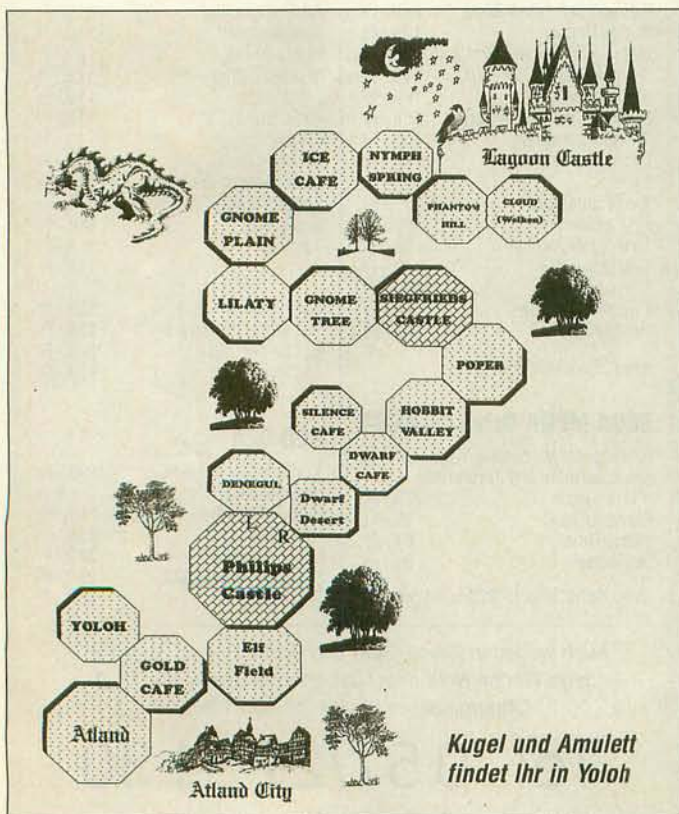 Lagoon Castle
ICE
CAFE
NYMPH
SPRING
PHANTOM
HILL
CLOUD
(Wolken)
GNOME
PLAIN
LILATY
GNOME
TREE
SIEGFRIEDS
CASTLE
POPER
HOBBIT
VALLEY
SILENCE
CAFE
DWARF
CAFE
DENEGUL
Dwarf
Desert
L
R
Philips
Castle
YOLOH
GOLD
CAFE
Elf
Field
Atland
Atland City
Kugel und Amulett
findet Ihr in Yoloh